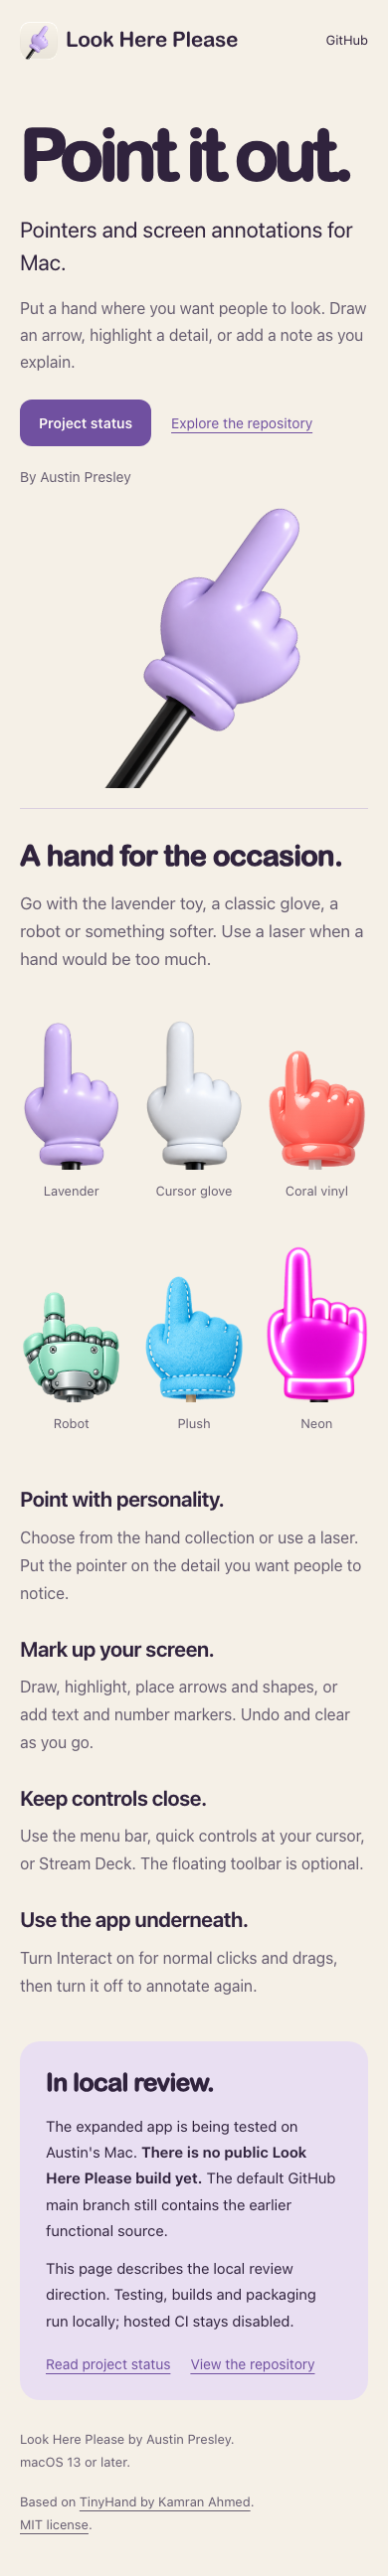 Look Here Please
GitHub
Point it out.
Pointers and screen annotations for
Mac.
Put a hand where you want people to look. Draw
an arrow, highlight a detail, or add a note as you
explain.
Project status
Explore the repository
By Austin Presley
A hand for the occasion.
Go with the lavender toy, a classic glove, a
robot or something softer. Use a laser when a
hand would be too much.
Lavender
Cursor glove
Coral vinyl
Robot
Plush
Neon
Point with personality.
Choose from the hand collection or use a laser.
Put the pointer on the detail you want people to
notice.
Mark up your screen.
Draw, highlight, place arrows and shapes, or
add text and number markers. Undo and clear
as you go.
Keep controls close.
Use the menu bar, quick controls at your cursor,
or Stream Deck. The floating toolbar is optional.
Use the app underneath.
Turn Interact on for normal clicks and drags,
then turn it off to annotate again.
In local review.
The expanded app is being tested on
Austin's Mac. There is no public Look
Here Please build yet. The default GitHub
main branch still contains the earlier
functional source.
This page describes the local review
direction. Testing, builds and packaging
run locally; hosted CI stays disabled.
Read project status
View the repository
Look Here Please by Austin Presley.
macOS 13 or later.
Based on TinyHand by Kamran Ahmed.
MIT license.